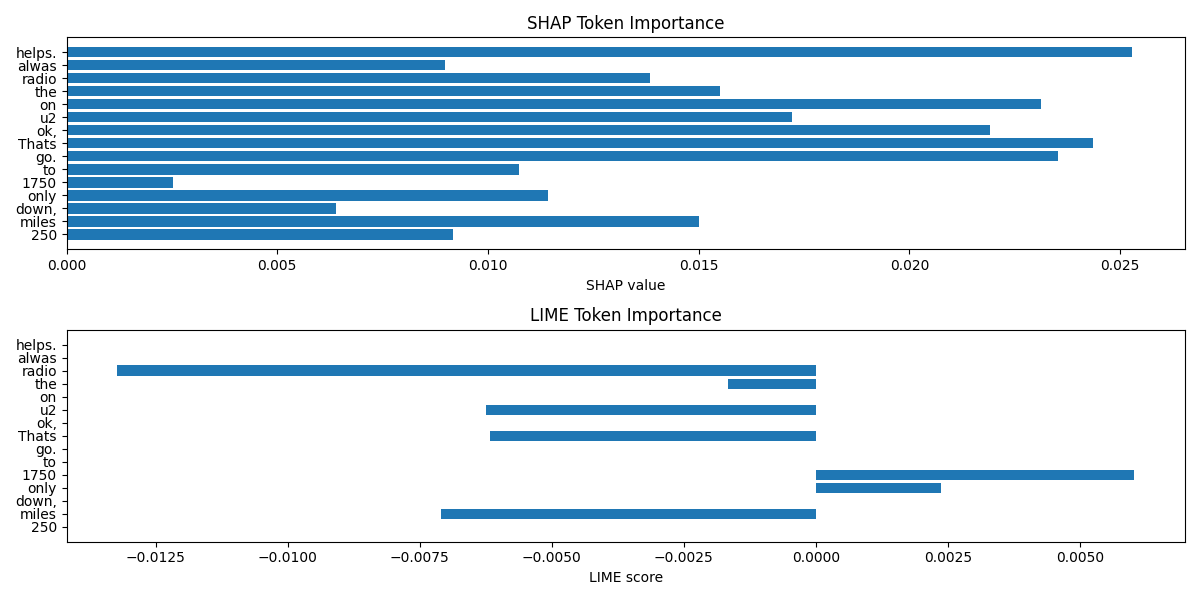 SHAP Token Importance
helps.
alwas
radio
the
on
u2
ok,
Thats
go.
to
1750
only
down,
miles
250
0.000 0.005 0.010 0.015 0.020 0.025
SHAP value
LIME Token Importance
helps.
alwas
radio
the
on
u2
ok,
Thats
go.
to
1750
only
down,
miles
250
−0.0125 −0.0100 −0.0075 −0.0050 −0.0025 0.0000 0.0025 0.0050
LIME score